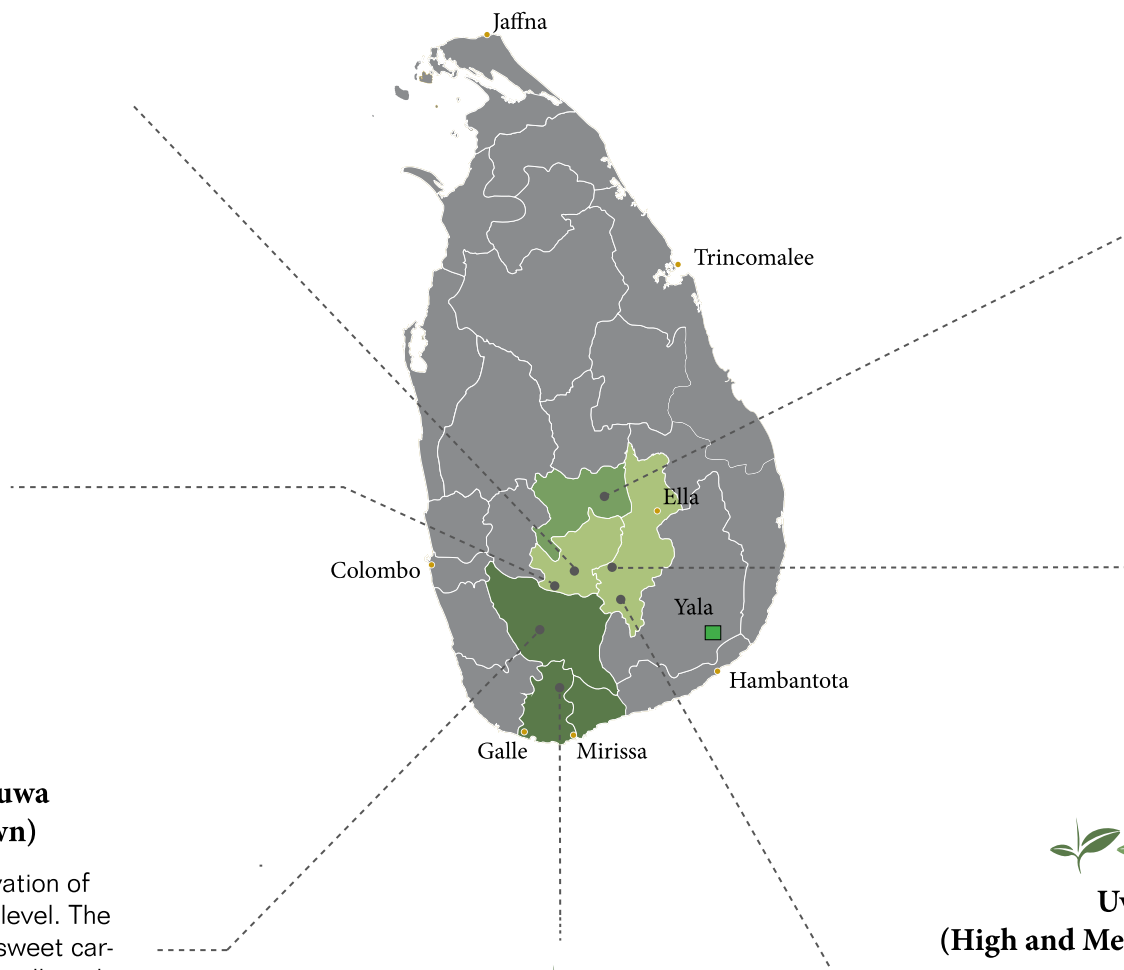 Jaffna
Trincomalee
Ella
Colombo
Yala
Hambantota
Galle
Mirissa
uwa
vn)
vation of
level. The
sweet car-
Uv
(High and Me